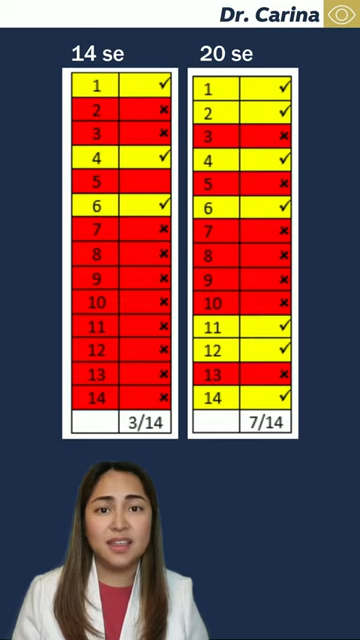 Dr. Carina
14 se 20 se
1 ✓ 1 ✓
2 × 2 ✓
3 × 3 ×
4 ✓ 4 ✓
5 5 ×
6 ✓ 6 ✓
7 × 7 ×
8 × 8 ×
9 × 9 ×
10 × 10 ×
11 × 11 ✓
12 × 12 ✓
13 × 13 ×
14 × 14 ✓
3/14 7/14